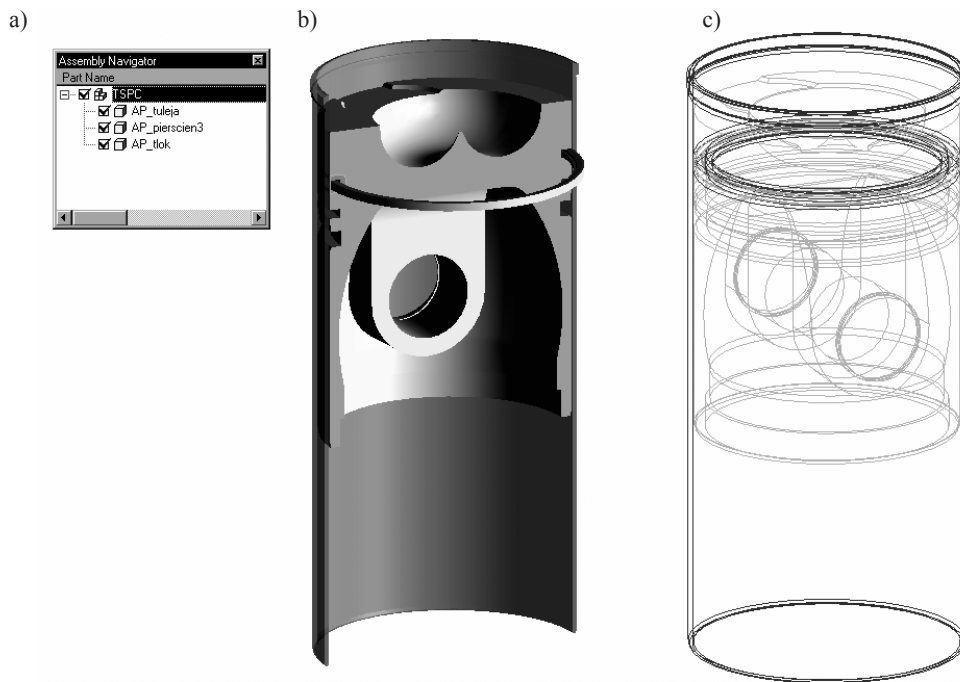 a)
b)
c)
Assembly Navigator
Part Name
TSPC
AP_tuleja
AP_pierscien3
AP_tlok